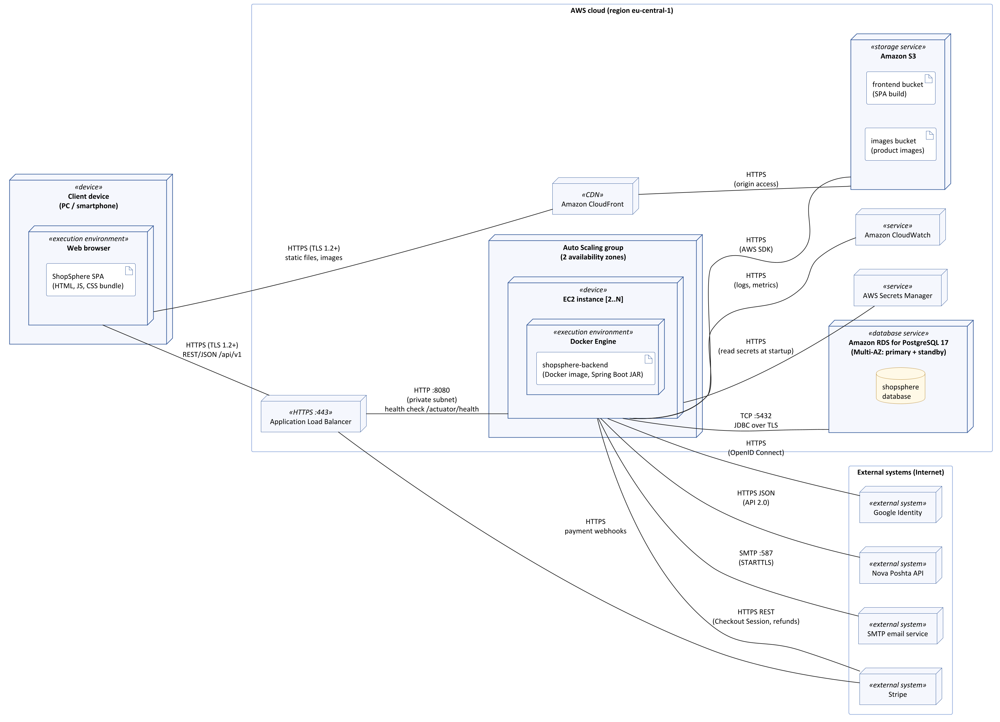 AWS cloud (region eu-central-1)
«storage service»
Amazon S3
frontend bucket
(SPA build)
images bucket
(product images)
«device»
Client device
(PC / smartphone)
«execution environment»
Web browser
ShopSphere SPA
(HTML, JS, CSS bundle)
HTTPS (TLS 1.2+)
static files, images
«CDN»
Amazon CloudFront
HTTPS
(origin access)
«service»
Amazon CloudWatch
HTTPS
(AWS SDK)
HTTPS
(logs, metrics)
«service»
AWS Secrets Manager
HTTPS
(read secrets at startup)
Auto Scaling group
(2 availability zones)
«device»
EC2 instance [2..N]
«execution environment»
Docker Engine
shopsphere-backend
(Docker image, Spring Boot JAR)
«database service»
Amazon RDS for PostgreSQL 17
(Multi-AZ: primary + standby)
shopsphere
database
HTTPS (TLS 1.2+)
REST/JSON /api/v1
«HTTPS :443»
Application Load Balancer
HTTP :8080
(private subnet)
health check /actuator/health
TCP :5432
JDBC over TLS
HTTPS
(OpenID Connect)
External systems (Internet)
«external system»
Google Identity
HTTPS JSON
(API 2.0)
HTTPS
payment webhooks
«external system»
Nova Poshta API
SMTP :587
(STARTTLS)
«external system»
SMTP email service
HTTPS REST
(Checkout Session, refunds)
«external system»
Stripe